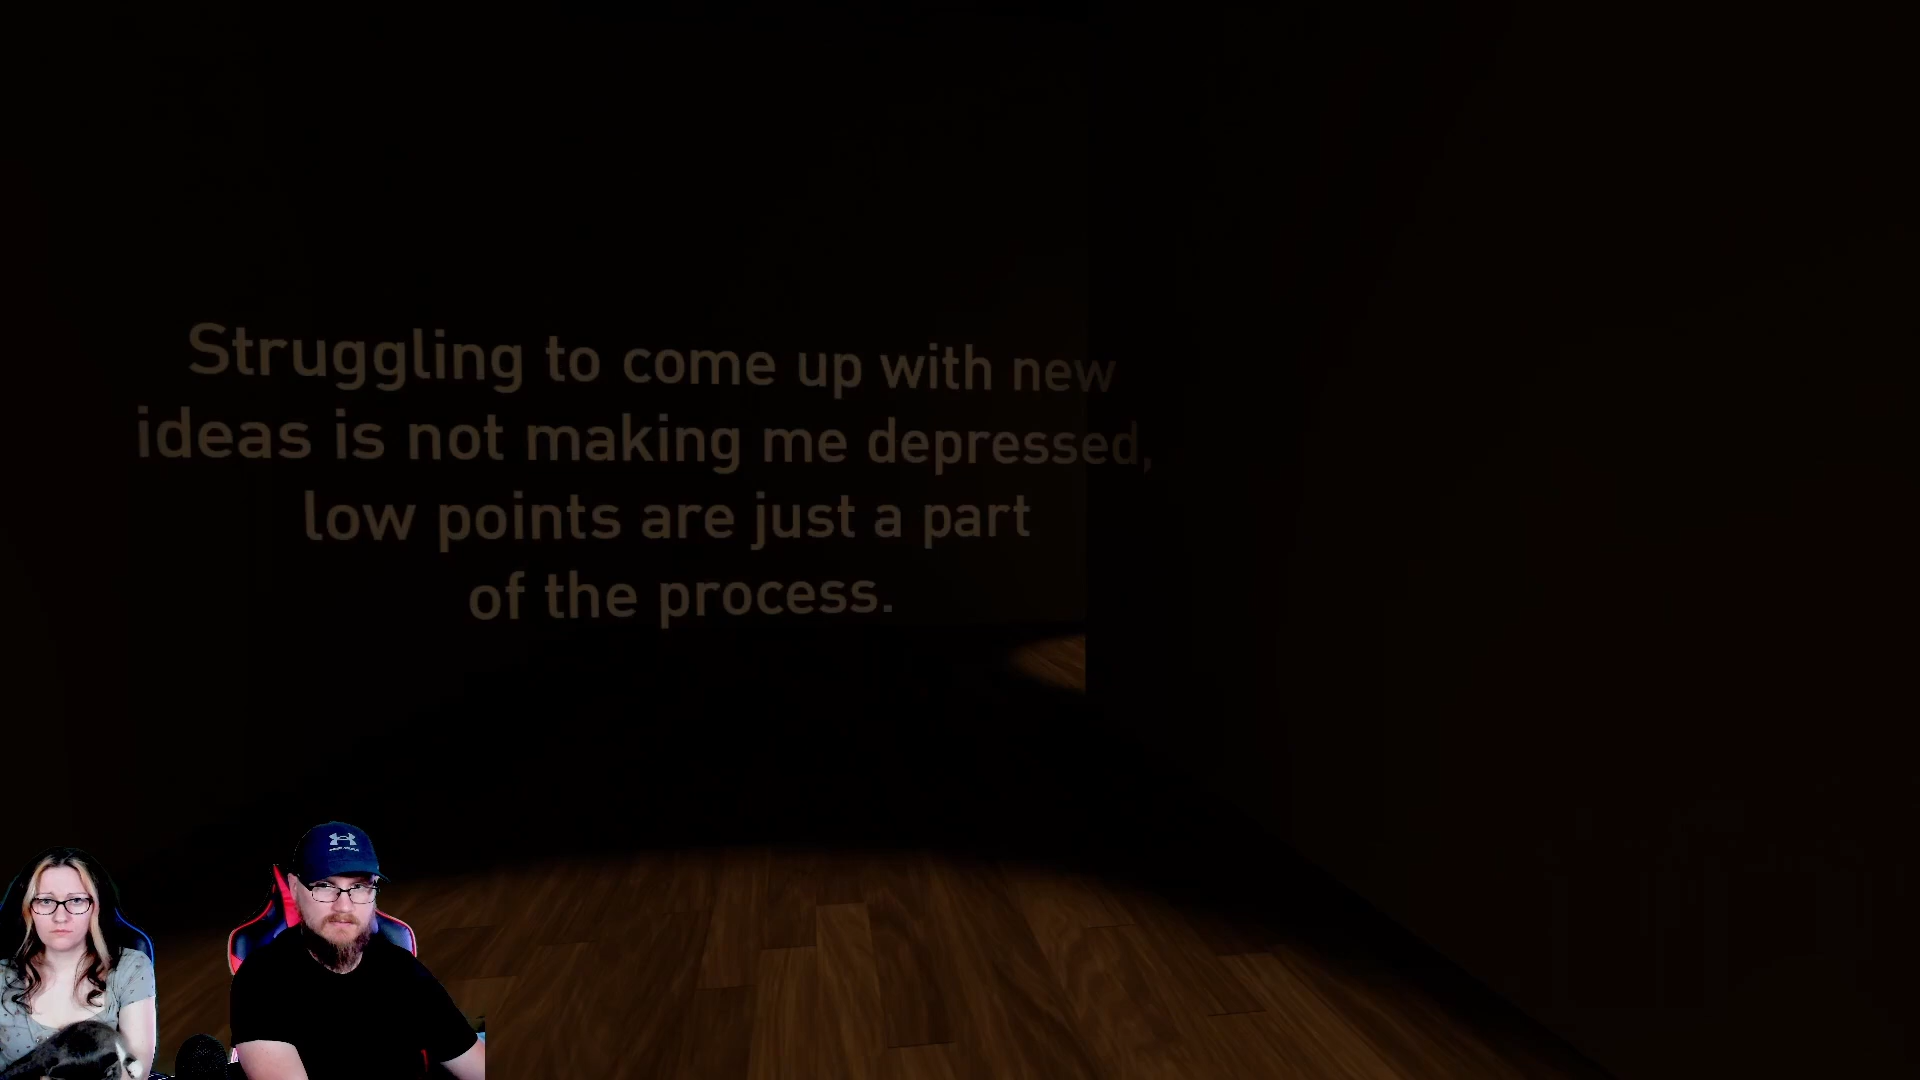 Struggling to come up with new
ideas is not making me depressed,
low points are just a part
of the process.